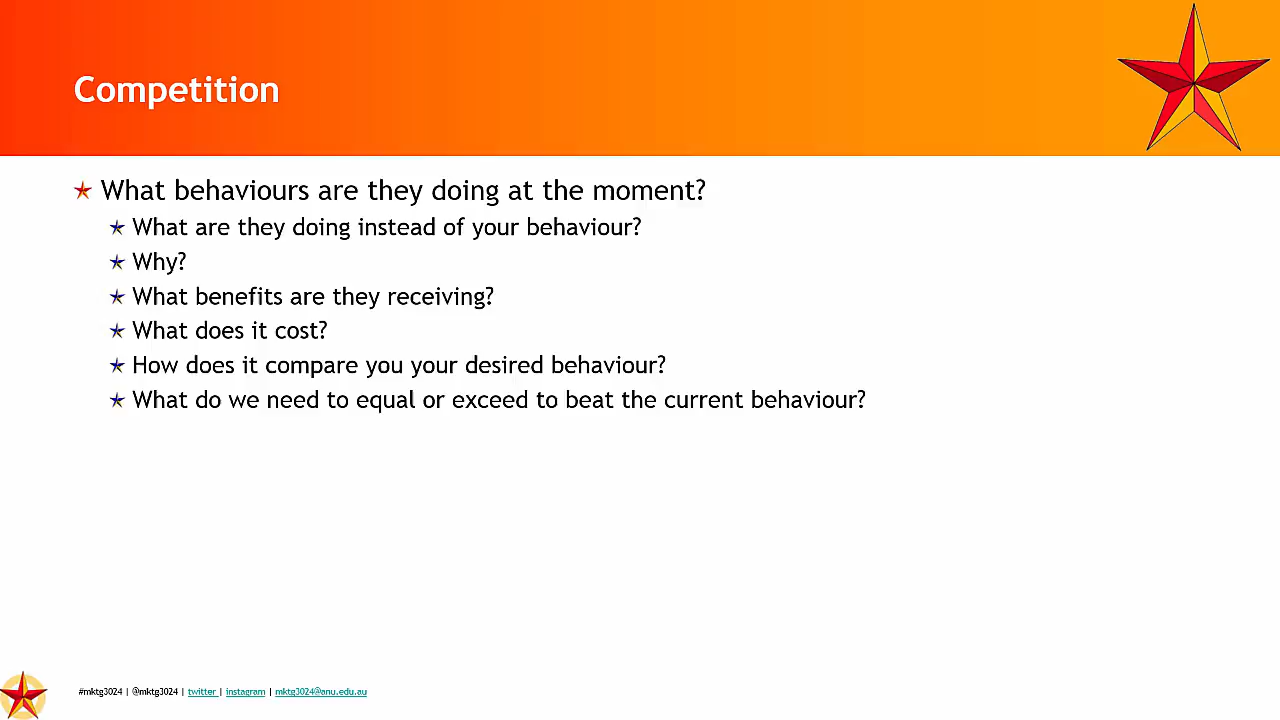 Competition
What behaviours are they doing at the moment?
What are they doing instead of your behaviour?
Why?
What benefits are they receiving?
What does it cost?
How does it compare you your desired behaviour?
What do we need to equal or exceed to beat the current behaviour?
#mktg3024 | @mktg3024 | twitter | instagram | mktg3024@anu.edu.au